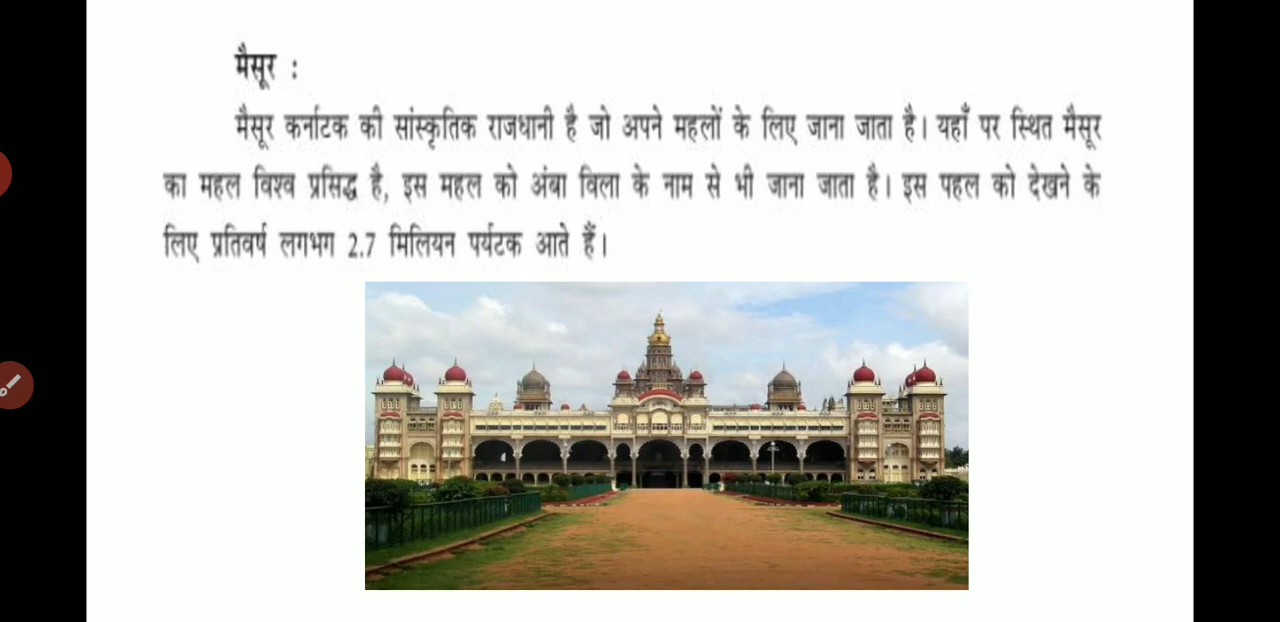 मैसूर :
मैसूर कर्नाटक की सांस्कृतिक राजधानी है जो अपने महलों के लिए जाना जाता है। यहाँ पर स्थित मैसूर
का महल विश्व प्रसिद्ध है, इस महल को अंबा विला के नाम से भी जाना जाता है। इस पहल को देखने के
लिए प्रतिवर्ष लगभग 2.7 मिलियन पर्यटक आते हैं।